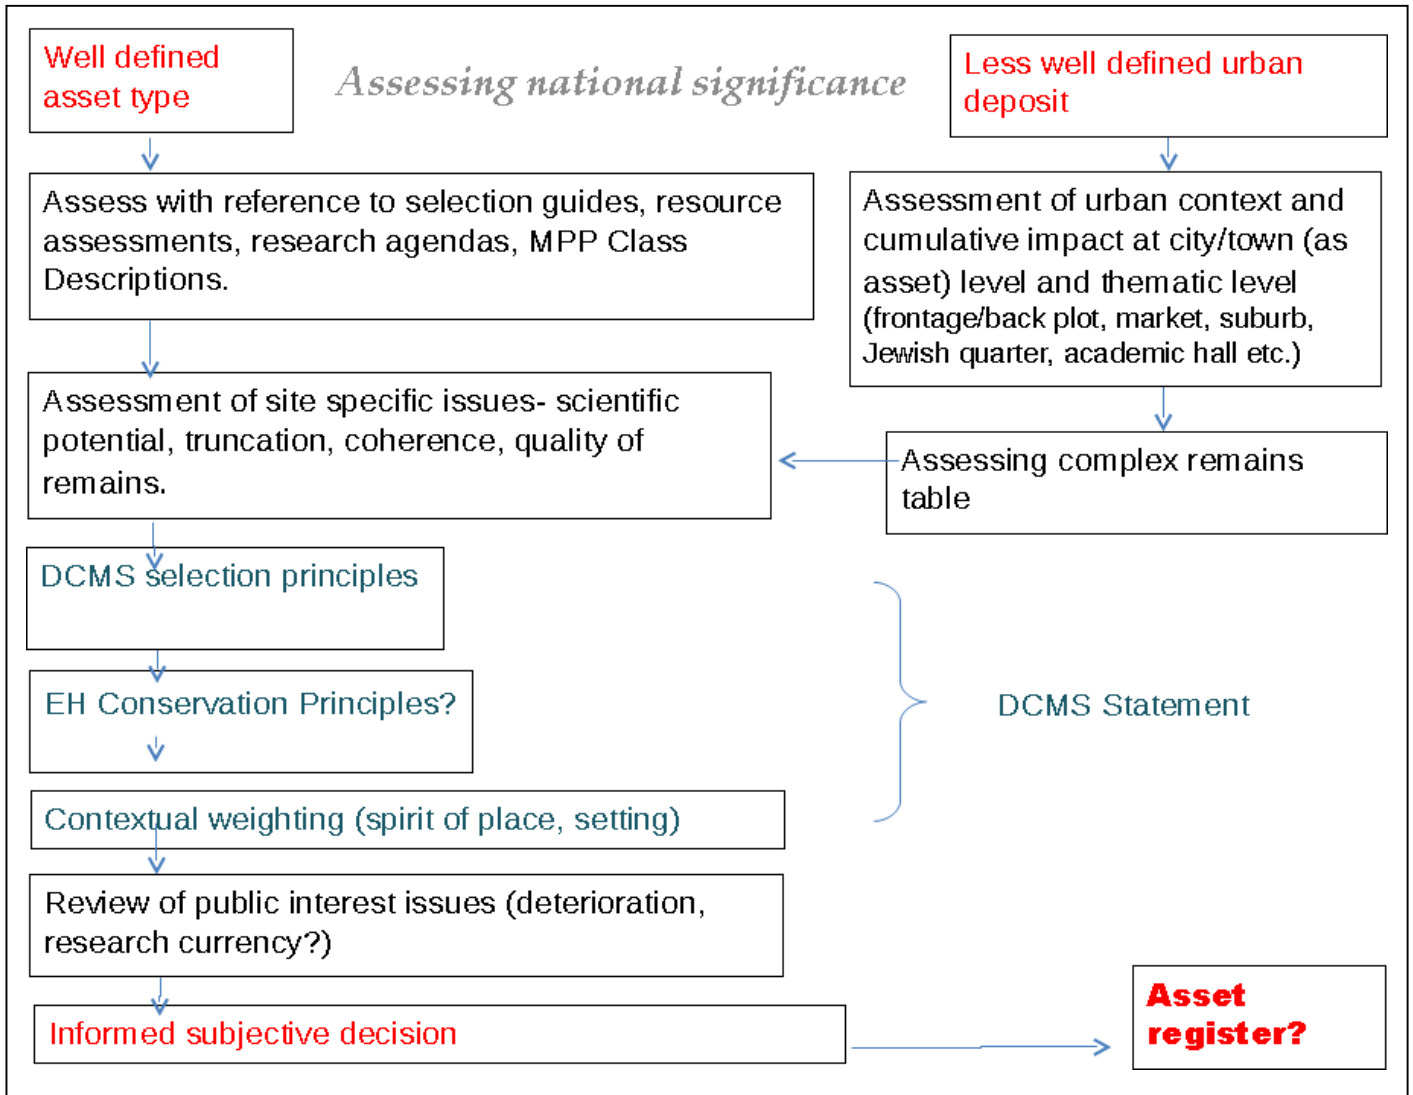 Well defined
asset type
Assessing national significance
Less well defined urban
deposit
Assess with reference to selection guides, resource
assessments, research agendas, MPP Class
Descriptions.
Assessment of urban context and
cumulative impact at city/town (as
asset) level and thematic level
(frontage/back plot, market, suburb,
Jewish quarter, academic hall etc.)
Assessment of site specific issues- scientific
potential, truncation, coherence, quality of
remains.
Assessing complex remains
table
DCMS selection principles
EH Conservation Principles?
DCMS Statement
Contextual weighting (spirit of place, setting)
Review of public interest issues (deterioration,
research currency?)
Informed subjective decision
Asset
register?